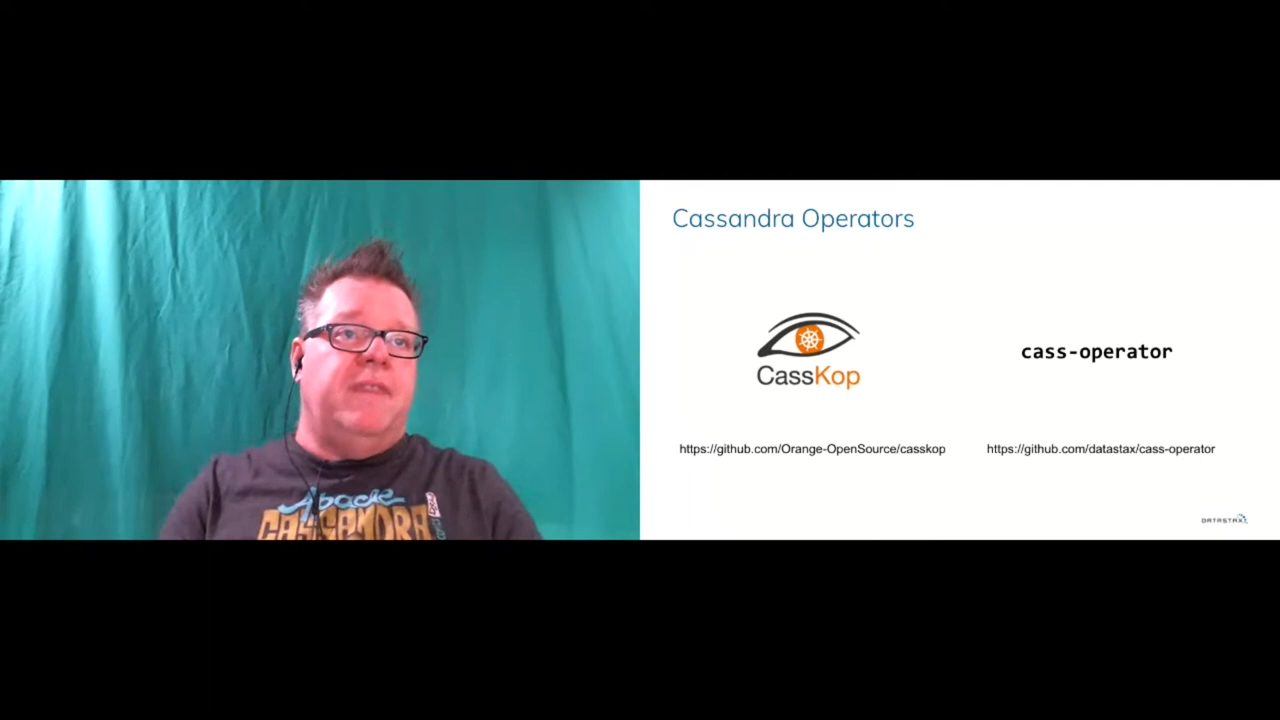 Cassandra Operators
CassKop
cass-operator
https://github.com/Orange-OpenSource/casskop
https://github.com/datastax/cass-operator
DATASTAX
Apache
CASSANDRA